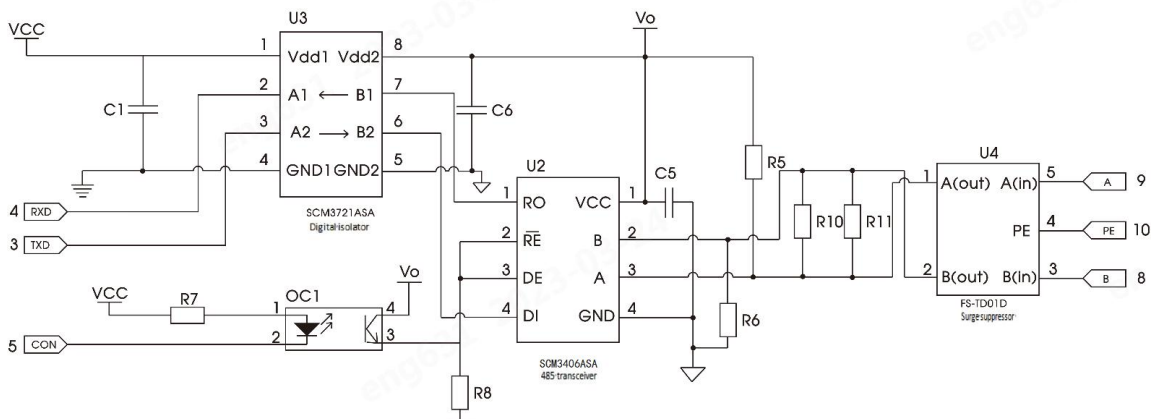 U3
VCC
Vo
1 Vdd1 Vdd2 8
2 A1 B1 7
C1
3 A2 B2 6
C6
4 GND1 GND2 5
SCM3721ASA
Digital isolator
4 RXD
3 TXD
U2
C5
R5
1 RO VCC 1
2 RE B 2
3 DE A 3
4 DI GND 4
SCM3406ASA
485 transceiver
R10
R11
R6
U4
1 A(out) A(in) 5 A 9
PE 4 PE 10
2 B(out) B(in) 3 B 8
FS-TD01D
Surge suppressor
VCC
R7
OC1
Vo
1
4
2
3
5 CON
R8